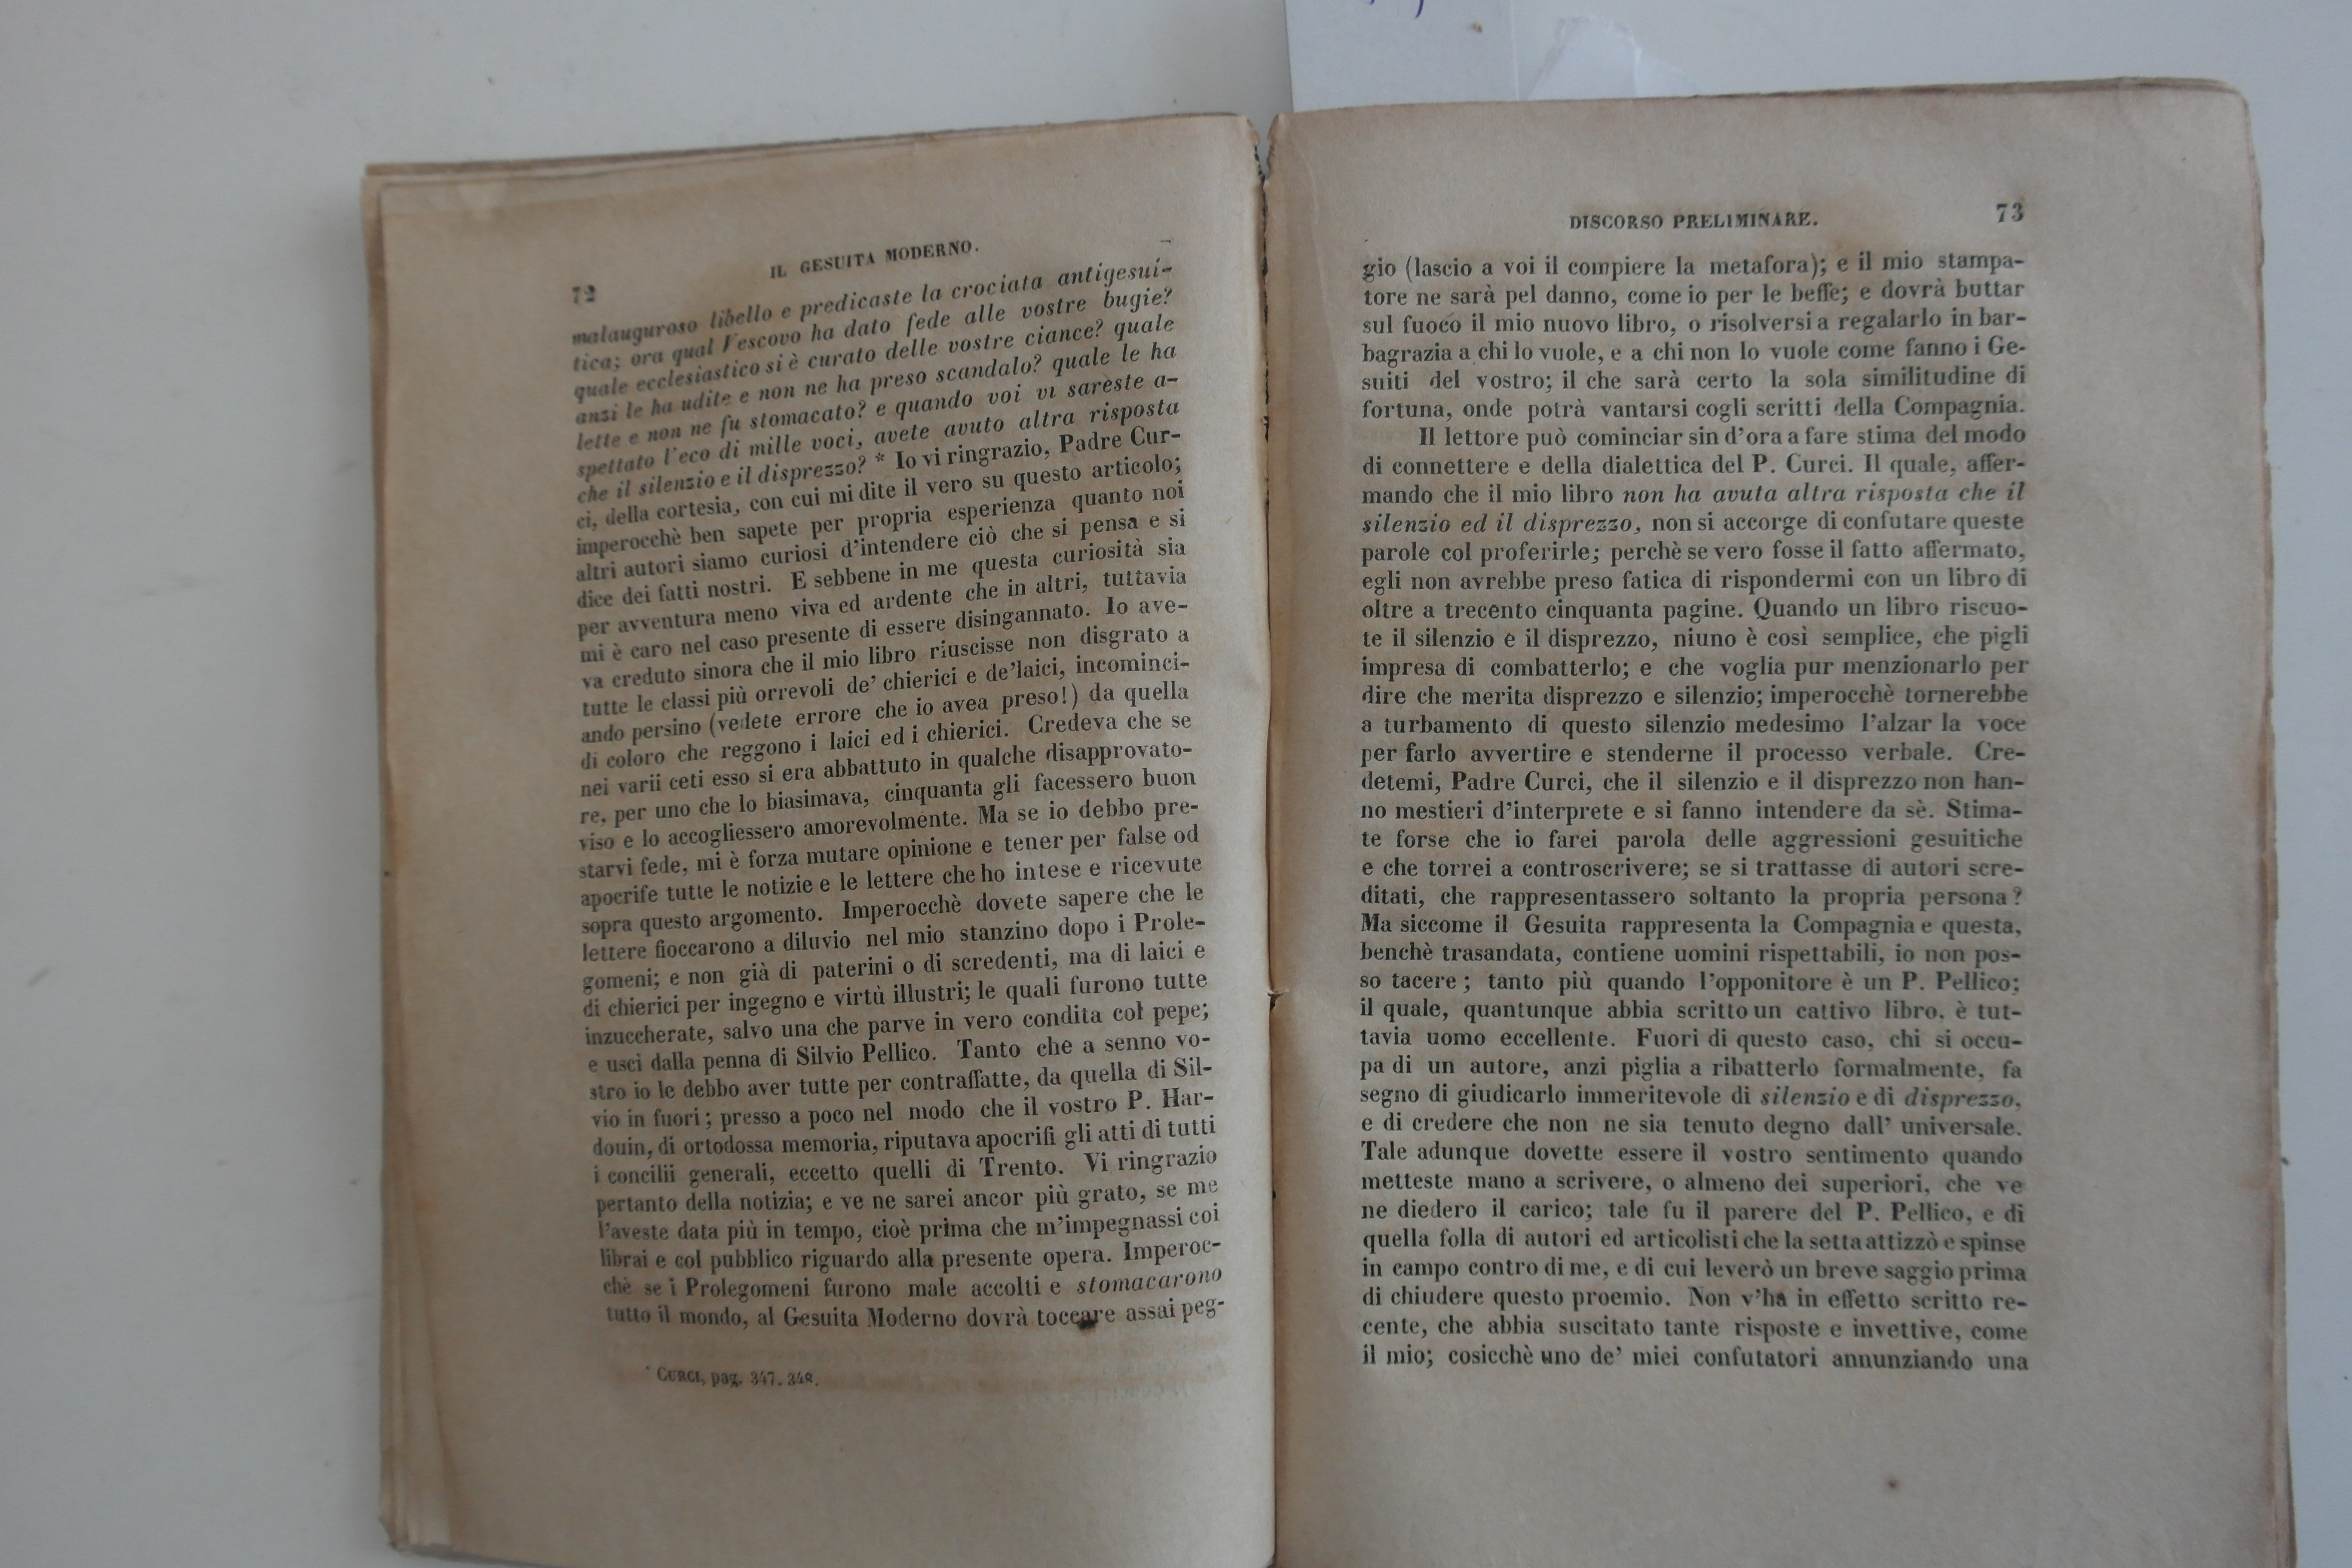 72
IL GESUITA MODERNO.
malauguroso libello e predicaste la crociata antigesui-
tica; ora qual Vescovo ha dato fede alle vostre bugie?
quale ecclesiastico si è curato delle vostre ciance? quale
anzi le ha udite e non ne ha preso scandalo? quale le ha
lette e non ne fu stomacato? e quando voi vi sareste a-
spettato l'eco di mille voci, avete avuto altra risposta
che il silenzio e il disprezzo? * Io vi ringrazio, Padre Cur-
ci, della cortesia, con cui mi dite il vero su questo articolo;
imperocchè ben sapete per propria esperienza quanto noi
altri autori siamo curiosi d'intendere ciò che si pensa e si
dice dei fatti nostri. E sebbene in me questa curiosità sia
per avventura meno viva ed ardente che in altri, tuttavia
mi è caro nel caso presente di essere disingannato. Io ave-
va creduto sinora che il mio libro riuscisse non disgrato a
tutte le classi più orrevoli de' chierici e de'laici, incominci-
ando persino (vedete errore che io avea preso!) da quella
di coloro che reggono i laici ed i chierici. Credeva che se
nei varii ceti esso si era abbattuto in qualche disapprovato-
re, per uno che lo biasimava, cinquanta gli facessero buon
viso e lo accogliessero amorevolmente. Ma se io debbo pre-
starvi fede, mi è forza mutare opinione e tener per false od
apocrife tutte le notizie e le lettere che ho intese e ricevute
sopra questo argomento. Imperocchè dovete sapere che le
lettere fioccarono a diluvio nel mio stanzino dopo i Prole-
gomeni; e non già di paterini o di scredenti, ma di laici e
di chierici per ingegno e virtù illustri; le quali furono tutte
inzuccherate, salvo una che parve in vero condita col pepe;
e uscì dalla penna di Silvio Pellico. Tanto che a senno vo-
stro io le debbo aver tutte per contraffatte, da quella di Sil-
vio in fuori; presso a poco nel modo che il vostro P. Har-
douin, di ortodossa memoria, riputava apocrifi gli atti di tutti
i concilii generali, eccetto quelli di Trento. Vi ringrazio
pertanto della notizia; e ve ne sarei ancor più grato, se me
l'aveste data più in tempo, cioè prima che m'impegnassi coi
librai e col pubblico riguardo alla presente opera. Imperoc-
chè se i Prolegomeni furono male accolti e stomacarono
tutto il mondo, al Gesuita Moderno dovrà toccare assai peg-
* CURCI, pag. 347. 348.
DISCORSO PRELIMINARE.
73
gio (lascio a voi il compiere la metafora); e il mio stampa-
tore ne sarà pel danno, come io per le beffe; e dovrà buttar
sul fuoco il mio nuovo libro, o risolversi a regalarlo in bar-
bagrazia a chi lo vuole, e a chi non lo vuole come fanno i Ge-
suiti del vostro; il che sarà certo la sola similitudine di
fortuna, onde potrà vantarsi cogli scritti della Compagnia.
Il lettore può cominciar sin d'ora a fare stima del modo
di connettere e della dialettica del P. Curci. Il quale, affer-
mando che il mio libro non ha avuta altra risposta che il
silenzio ed il disprezzo, non si accorge di confutare queste
parole col proferirle; perchè se vero fosse il fatto affermato,
egli non avrebbe preso fatica di rispondermi con un libro di
oltre a trecento cinquanta pagine. Quando un libro riscuo-
te il silenzio e il disprezzo, niuno è così semplice, che pigli
impresa di combatterlo; e che voglia pur menzionarlo per
dire che merita disprezzo e silenzio; imperocchè tornerebbe
a turbamento di questo silenzio medesimo l'alzar la voce
per farlo avvertire e stenderne il processo verbale. Cre-
detemi, Padre Curci, che il silenzio e il disprezzo non han-
no mestieri d'interprete e si fanno intendere da sè. Stima-
te forse che io farei parola delle aggressioni gesuitiche
e che torrei a controscrivere; se si trattasse di autori scre-
ditati, che rappresentassero soltanto la propria persona?
Ma siccome il Gesuita rappresenta la Compagnia e questa,
benchè trasandata, contiene uomini rispettabili, io non pos-
so tacere; tanto più quando l'opponitore è un P. Pellico;
il quale, quantunque abbia scritto un cattivo libro, è tut-
tavia uomo eccellente. Fuori di questo caso, chi si occu-
pa di un autore, anzi piglia a ribatterlo formalmente, fa
segno di giudicarlo immeritevole di silenzio e di disprezzo,
e di credere che non ne sia tenuto degno dall' universale.
Tale adunque dovette essere il vostro sentimento quando
metteste mano a scrivere, o almeno dei superiori, che ve
ne diedero il carico; tale fu il parere del P. Pellico, e di
quella folla di autori ed articolisti che la setta attizzò e spinse
in campo contro di me, e di cui leverò un breve saggio prima
di chiudere questo proemio. Non v'ha in effetto scritto re-
cente, che abbia suscitato tante risposte e invettive, come
il mio; cosicchè uno de' miei confutatori annunziando una